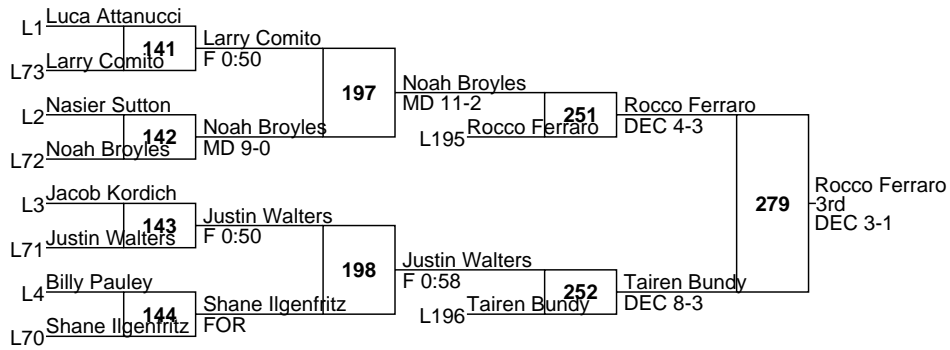 L1 Luca Attanucci
141
L73 Larry Comito
Larry Comito
F 0:50
L2 Nasier Sutton
142
L72 Noah Broyles
Noah Broyles
MD 9-0
197
Noah Broyles
MD 11-2
L195 Rocco Ferraro
251
Rocco Ferraro
DEC 4-3
L3 Jacob Kordich
143
L71 Justin Walters
Justin Walters
F 0:50
L4 Billy Pauley
144
L70 Shane Ilgenfritz
Shane Ilgenfritz
FOR
198
Justin Walters
F 0:58
L196 Tairen Bundy
252
Tairen Bundy
DEC 8-3
279
Rocco Ferraro
3rd
DEC 3-1